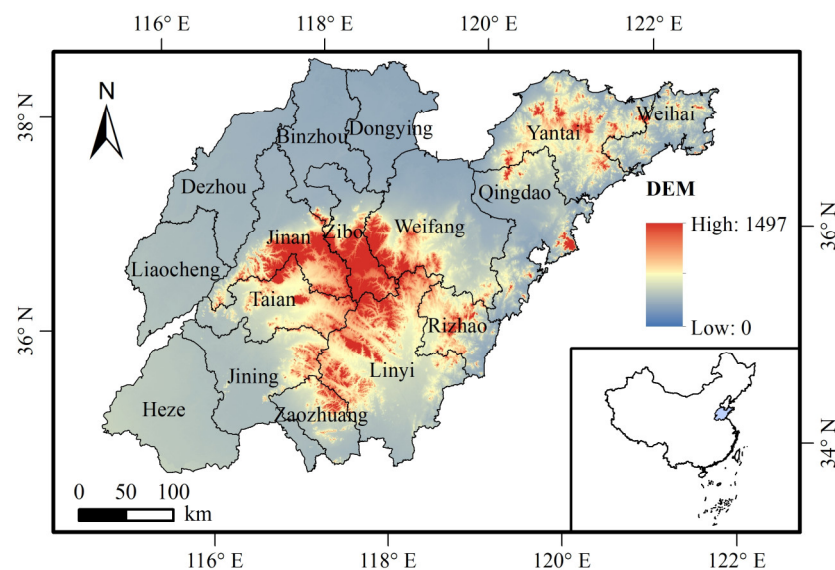 116° E 118° E 120° E 122° E
N
38° N
36° N
36° N
34° N
Weihai
Yantai
Dongying
Binzhou
Dezhou
Qingdao
DEM
High: 1497
Low: 0
Zibo
Weifang
Jinan
Liaocheng
Taian
Rizhao
Linyi
Jining
Heze
Zaozhuang
0 50 100
km
116° E 118° E 120° E 122° E